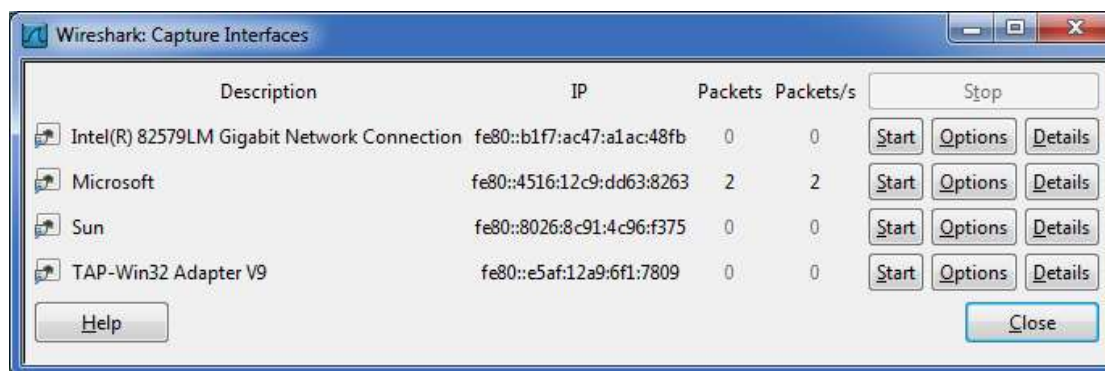 Wireshark: Capture Interfaces
Description IP Packets Packets/s Stop
Intel(R) 82579LM Gigabit Network Connection fe80::b1f7:ac47:a1ac:48fb 0 0 Start Options Details
Microsoft fe80::4516:12c9:dd63:8263 2 2 Start Options Details
Sun fe80::8026:8c91:4c96:f375 0 0 Start Options Details
TAP-Win32 Adapter V9 fe80::e5af:12a9:6f1:7809 0 0 Start Options Details
Help Close